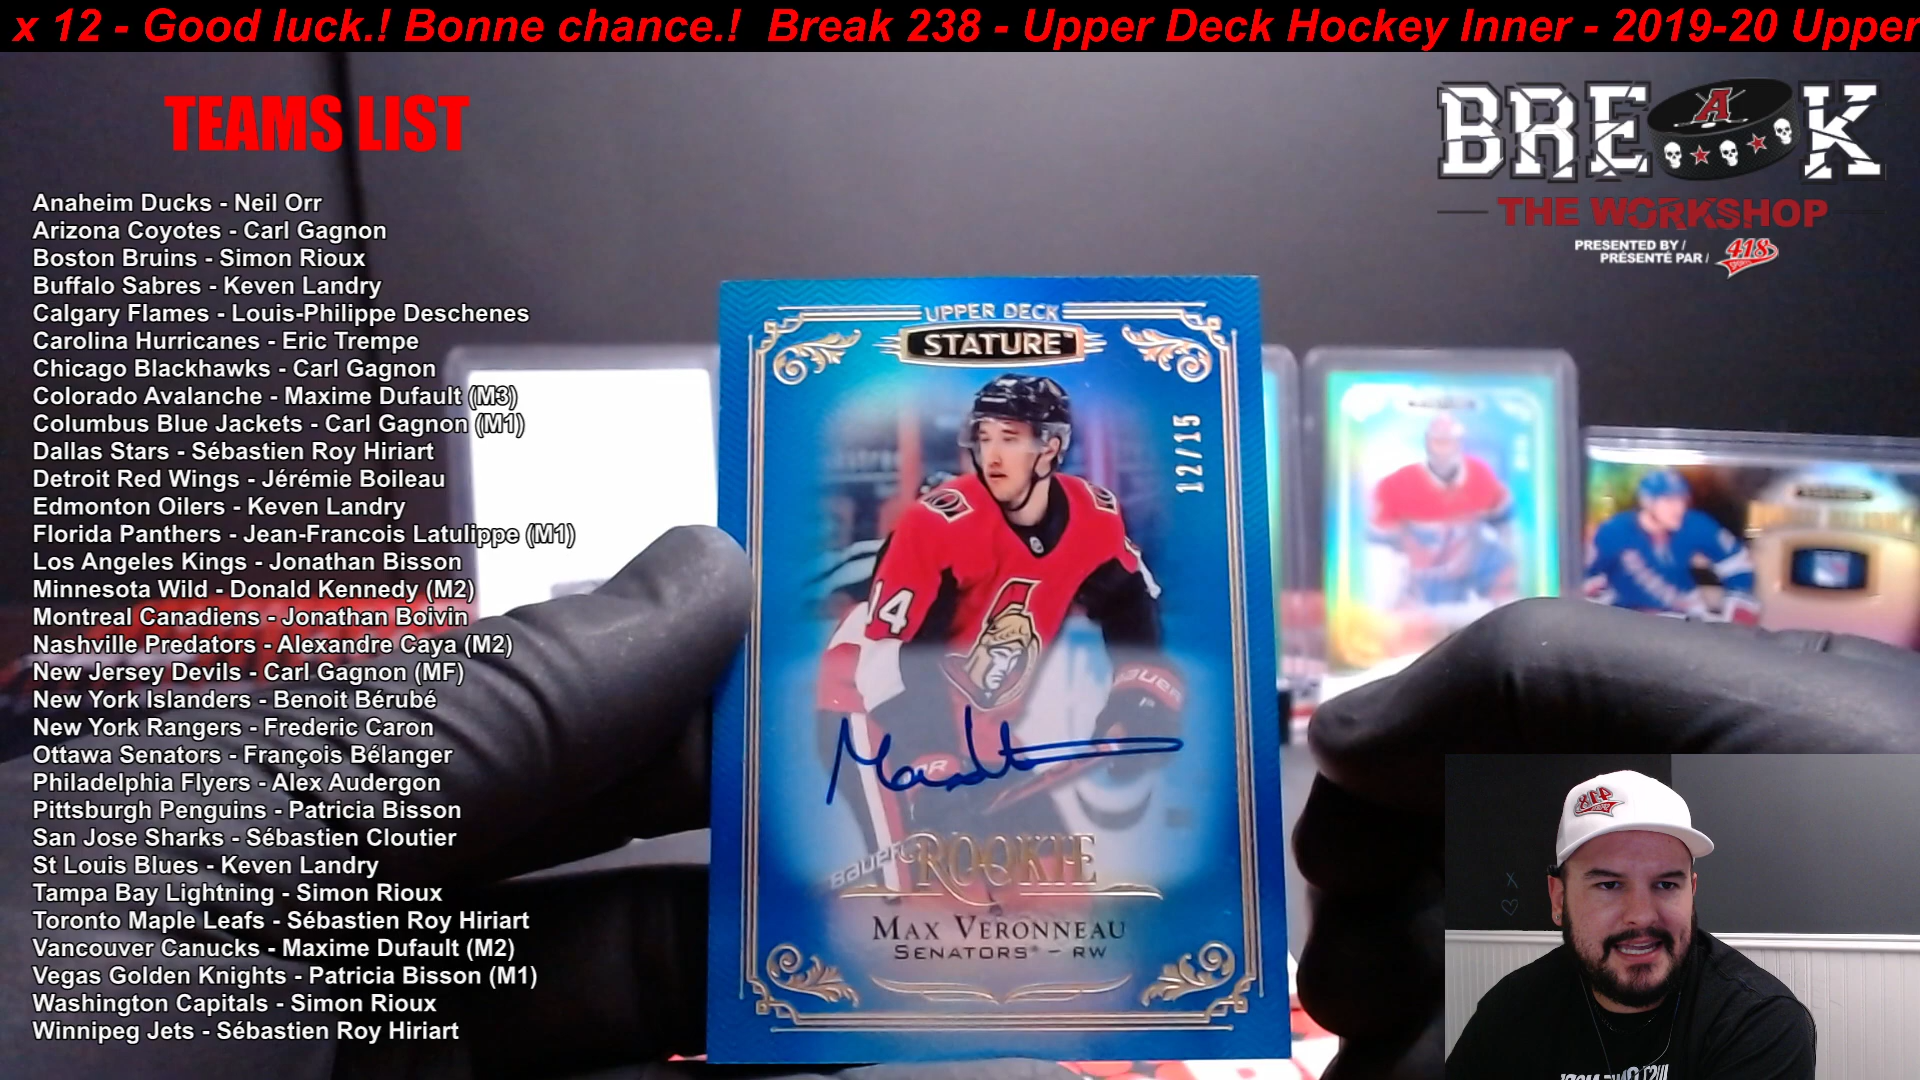 x 12 - Good luck.! Bonne chance.! Break 238 - Upper Deck Hockey Inner - 2019-20 Upper
TEAMS LIST
Anaheim Ducks - Neil Orr
Arizona Coyotes - Carl Gagnon
Boston Bruins - Simon Rioux
Buffalo Sabres - Keven Landry
Calgary Flames - Louis-Philippe Deschenes
Carolina Hurricanes - Eric Trempe
Chicago Blackhawks - Carl Gagnon
Colorado Avalanche - Maxime Dufault (M3)
Columbus Blue Jackets - Carl Gagnon (M1)
Dallas Stars - Sébastien Roy Hiriart
Detroit Red Wings - Jérémie Boileau
Edmonton Oilers - Keven Landry
Florida Panthers - Jean-Francois Latulippe (M1)
Los Angeles Kings - Jonathan Bisson
Minnesota Wild - Donald Kennedy (M2)
Montreal Canadiens - Jonathan Boivin
Nashville Predators - Alexandre Caya (M2)
New Jersey Devils - Carl Gagnon (MF)
New York Islanders - Benoit Bérubé
New York Rangers - Frederic Caron
Ottawa Senators - François Bélanger
Philadelphia Flyers - Alex Audergon
Pittsburgh Penguins - Patricia Bisson
San Jose Sharks - Sébastien Cloutier
St Louis Blues - Keven Landry
Tampa Bay Lightning - Simon Rioux
Toronto Maple Leafs - Sébastien Roy Hiriart
Vancouver Canucks - Maxime Dufault (M2)
Vegas Golden Knights - Patricia Bisson (M1)
Washington Capitals - Simon Rioux
Winnipeg Jets - Sébastien Roy Hiriart
UPPER DECK
STATURE™
12/15
14
BAUER
BAUER
ROOKIE
MAX VERONNEAU
SENATORS® - RW
BRE A K
THE WORKSHOP
PRESENTED BY /
PRÉSENTÉ PAR /
418
SPORTS
418